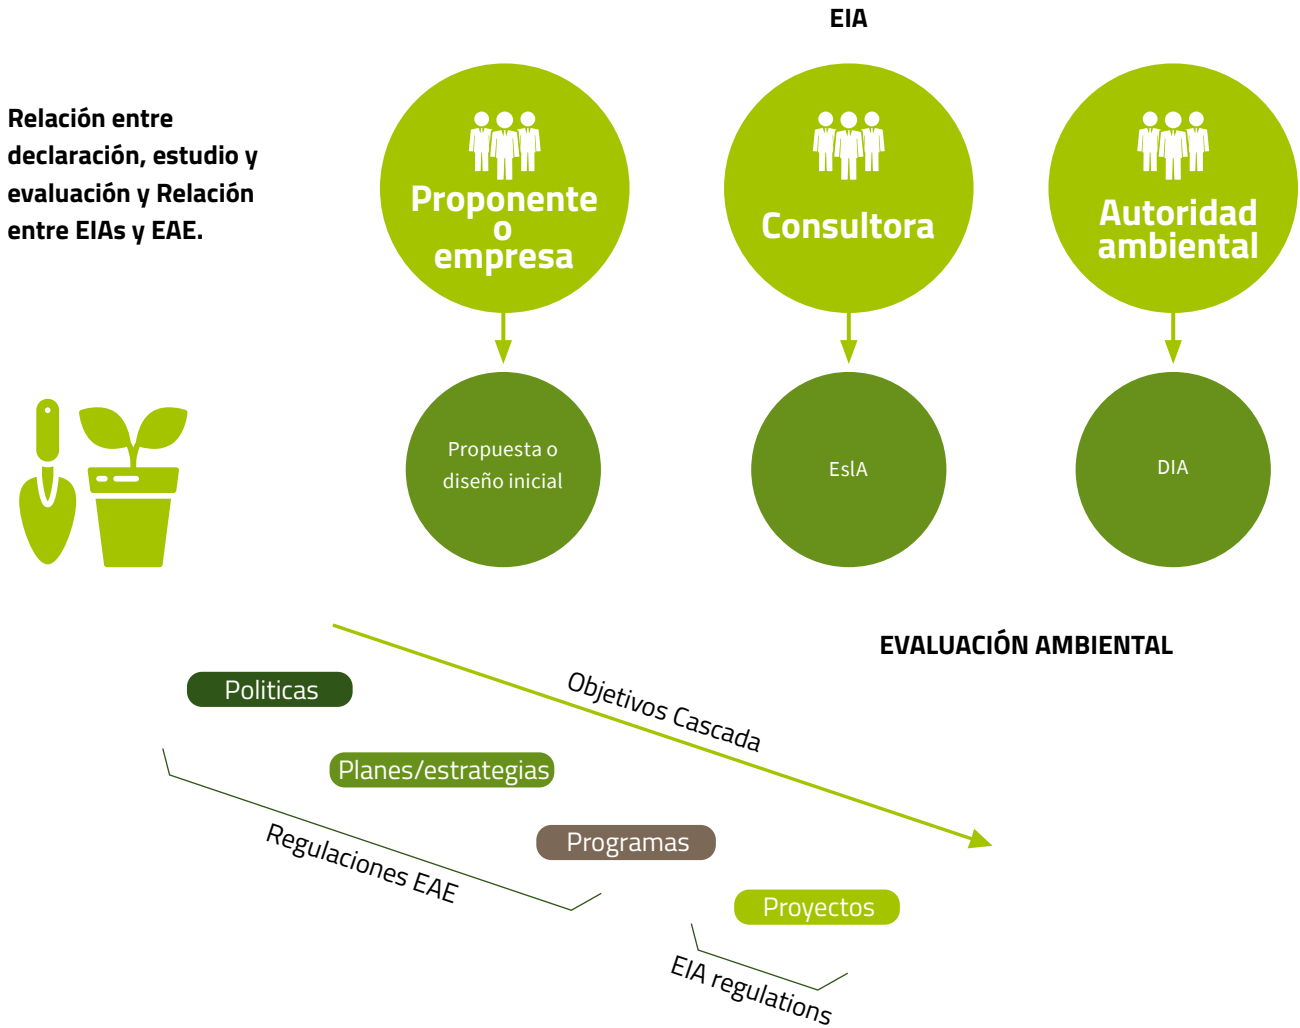 EIA
Relación entre
declaración, estudio y
evaluación y Relación
entre EIAs y EAE.
Proponente
o
empresa
Consultora
Autoridad
ambiental
Propuesta o
diseño inicial
EslA
DIA
EVALUACIÓN AMBIENTAL
Objetivos Cascada
Politicas
Planes/estrategias
Programas
Proyectos
Regulaciones EAE
EIA regulations